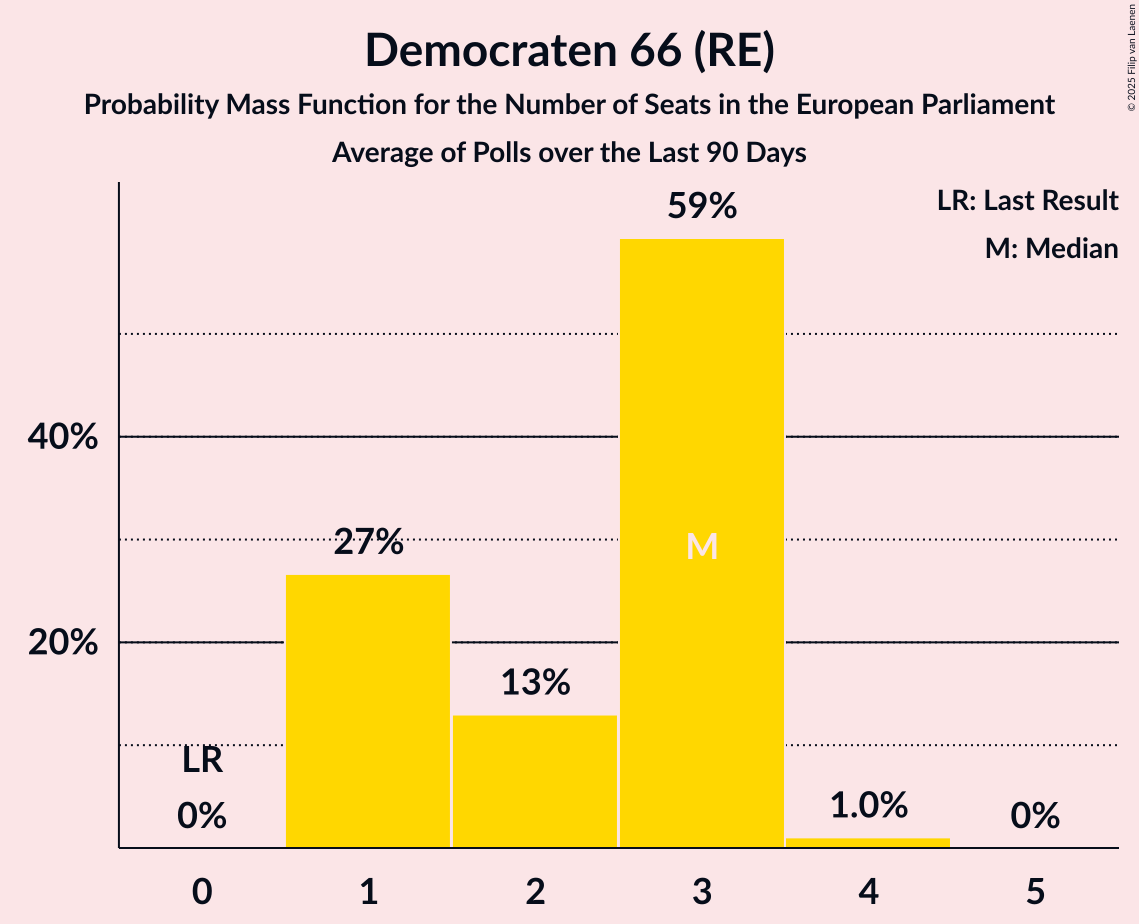 Democraten 66 (RE)
Probability Mass Function for the Number of Seats in the European Parliament
Average of Polls over the Last 90 Days
© 2025 Filip van Laenen
LR: Last Result
M: Median
59%
40%
27%
M
20%
13%
LR
0%
1.0%
0%
0 1 2 3 4 5